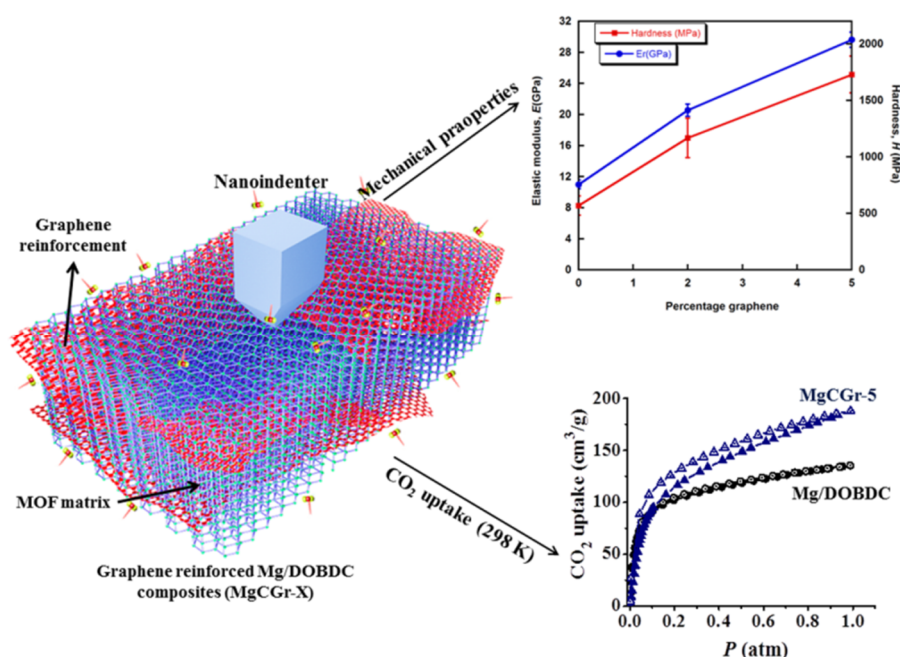 Nanoindenter
Graphene
reinforcement
MOF matrix
Graphene reinforced Mg/DOBDC
composites (MgCGr-X)
Mechanical praoperties
CO₂ uptake (298 K)
Hardness (MPa)
Er(GPa)
Elastic modulus, E(GPa)
32
28
24
20
16
12
8
4
0
Hardness, H (MPa)
2000
1500
1000
500
0
0 1 2 3 4 5
Percentage graphene
CO₂ uptake (cm³/g)
200
150
100
50
0
MgCGr-5
Mg/DOBDC
0.0 0.2 0.4 0.6 0.8 1.0
P (atm)